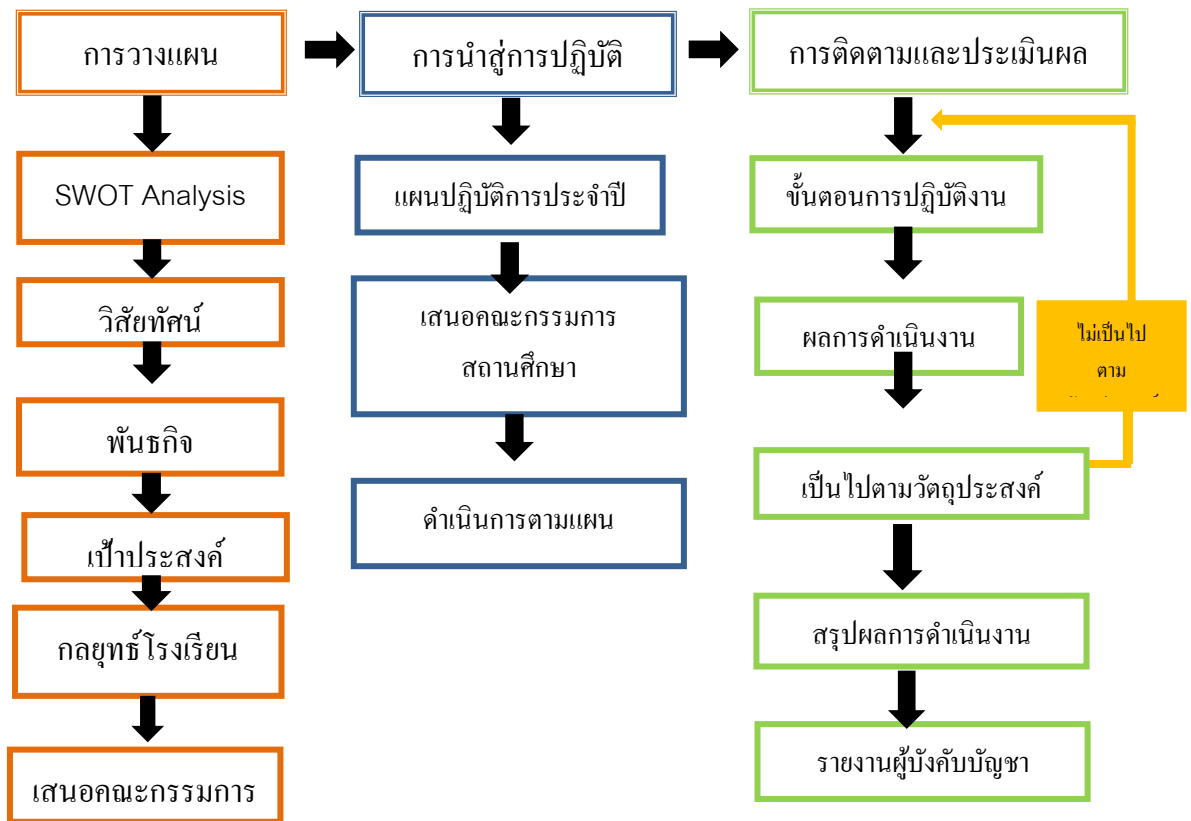 การวางแผน
SWOT Analysis
วิสัยทัศน์
พันธกิจ
เป้าประสงค์
กลยุทธ์โรงเรียน
เสนอคณะกรรมการ
การนำสู่การปฏิบัติ
แผนปฏิบัติการประจำปี
เสนอคณะกรรมการ
สถานศึกษา
ดำเนินการตามแผน
การติดตามและประเมินผล
ขั้นตอนการปฏิบัติงาน
ผลการดำเนินงาน
เป็นไปตามวัตถุประสงค์
สรุปผลการดำเนินงาน
รายงานผู้บังคับบัญชา
ไม่เป็นไป
ตาม